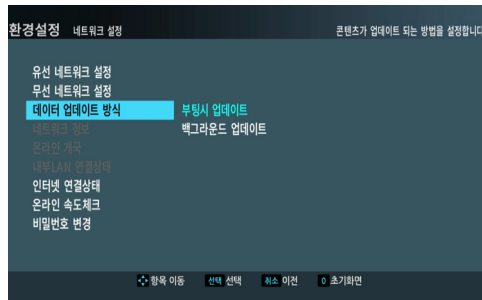 환경설정 네트워크 설정 콘텐츠가 업데이트 되는 방법을 설정합니다
유선 네트워크 설정
무선 네트워크 설정
데이터 업데이트 방식 부팅시 업데이트
네트워크 정보 백그라운드 업데이트
온라인 개국
내부LAN 연결상태
인터넷 연결상태
온라인 속도체크
비밀번호 변경
항목 이동 선택 선택 취소 이전 0 초기화면